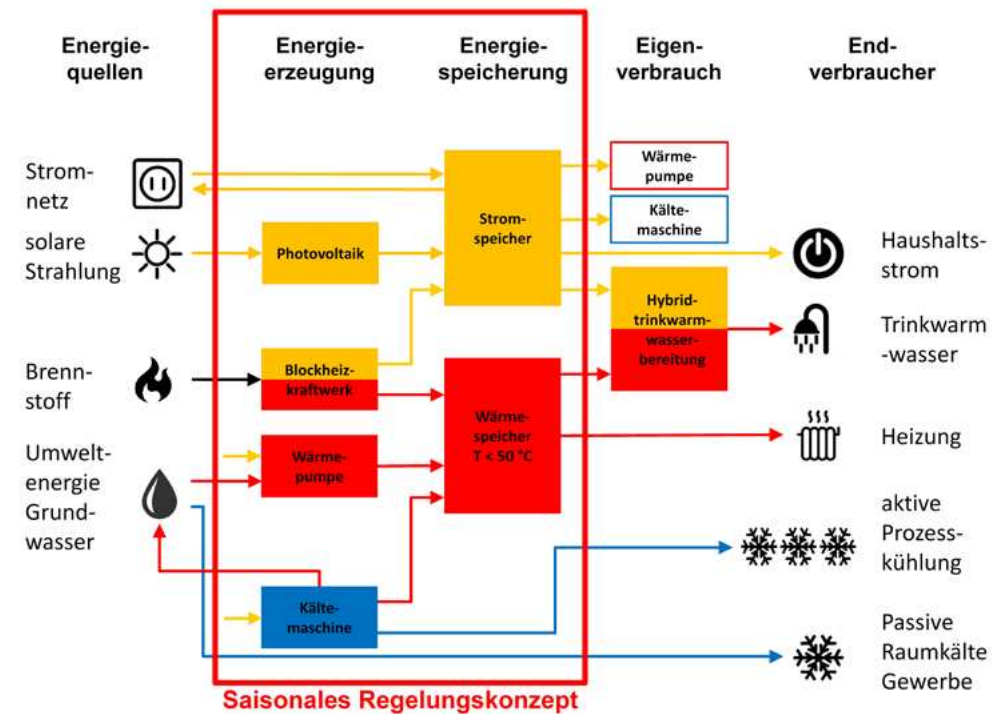 Energie-
quellen
Energie-
erzeugung
Energie-
speicherung
Eigen-
verbrauch
End-
verbraucher
Strom-
netz
solare
Strahlung
Brenn-
stoff
Umwelt-
energie
Grund-
wasser
Photovoltaik
Blockheiz-
kraftwerk
Wärme-
pumpe
Kälte-
maschine
Strom-
speicher
Wärme-
speicher
T < 50 °C
Wärme-
pumpe
Kälte-
maschine
Hybrid-
trinkwarm-
wasser-
bereitung
Haushalts-
strom
Trinkwarm
-wasser
Heizung
aktive
Prozess-
kühlung
Passive
Raumkälte
Gewerbe
Saisonales Regelungskonzept